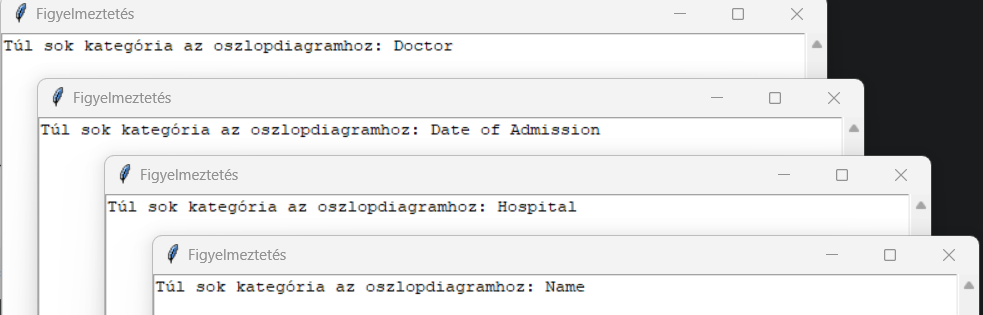 Figyelmeztetés
Túl sok kategória az oszlopdiagramhoz: Doctor
Figyelmeztetés
Túl sok kategória az oszlopdiagramhoz: Date of Admission
Figyelmeztetés
Túl sok kategória az oszlopdiagramhoz: Hospital
Figyelmeztetés
Túl sok kategória az oszlopdiagramhoz: Name